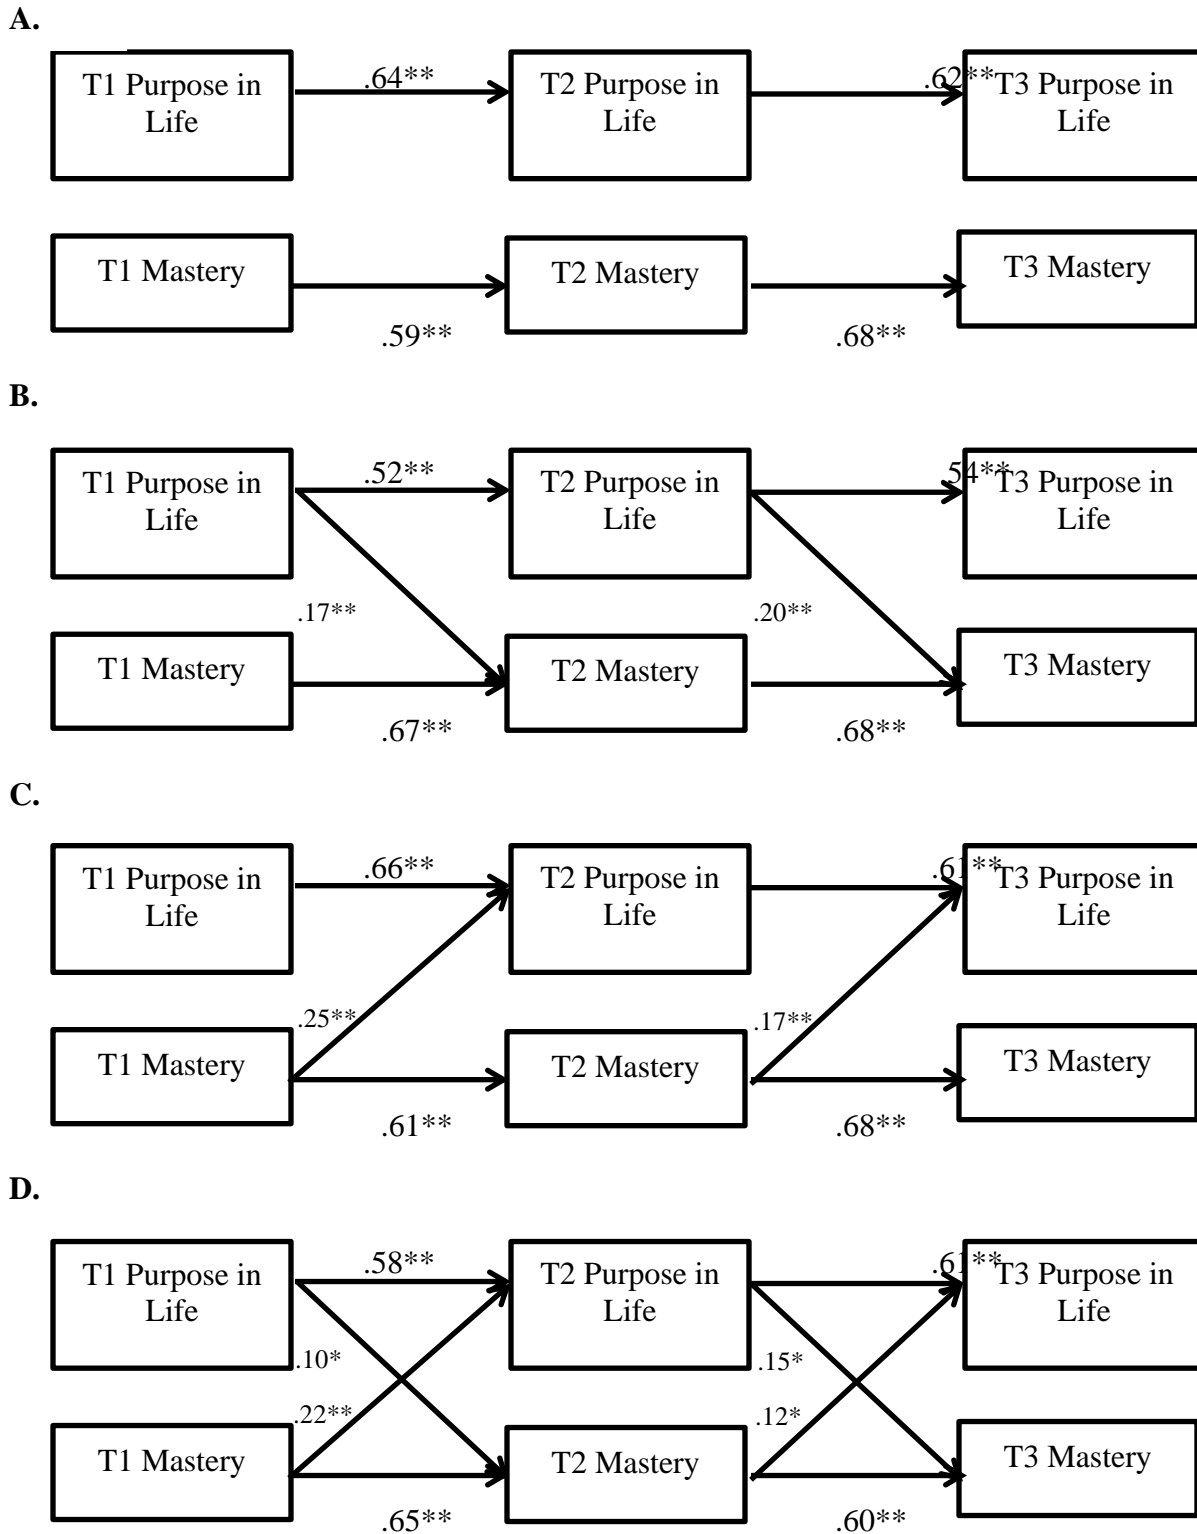 A.
T1 Purpose in
Life
.64**
T2 Purpose in
Life
.62**
T3 Purpose in
Life
T1 Mastery
.59**
T2 Mastery
.68**
T3 Mastery
B.
T1 Purpose in
Life
.52**
T2 Purpose in
Life
.54**
T3 Purpose in
Life
.17**
.20**
T1 Mastery
.67**
T2 Mastery
.68**
T3 Mastery
C.
T1 Purpose in
Life
.66**
T2 Purpose in
Life
.61**
T3 Purpose in
Life
.25**
.17**
T1 Mastery
.61**
T2 Mastery
.68**
T3 Mastery
D.
T1 Purpose in
Life
.58**
T2 Purpose in
Life
.61**
T3 Purpose in
Life
.10*
.15*
.22**
.12*
T1 Mastery
.65**
T2 Mastery
.60**
T3 Mastery